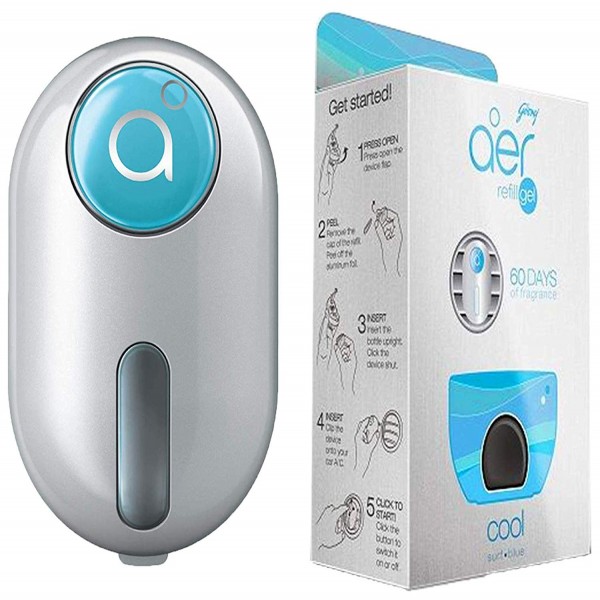 a
Get started!
1 PRESS OPEN
Press open the
device flap.
2 PEEL
Remove the
cap of the refill.
Peel off the
aluminum foil.
3 INSERT
Insert the
bottle upright.
Click the
device shut.
4 INSERT
Clip the
device
onto your
car A/C.
5 CLICK TO
START!
Click the
button to
switch it
on or off.
Godrej
aer
refill gel
60 DAYS
of fragrance
cool
surf•blue